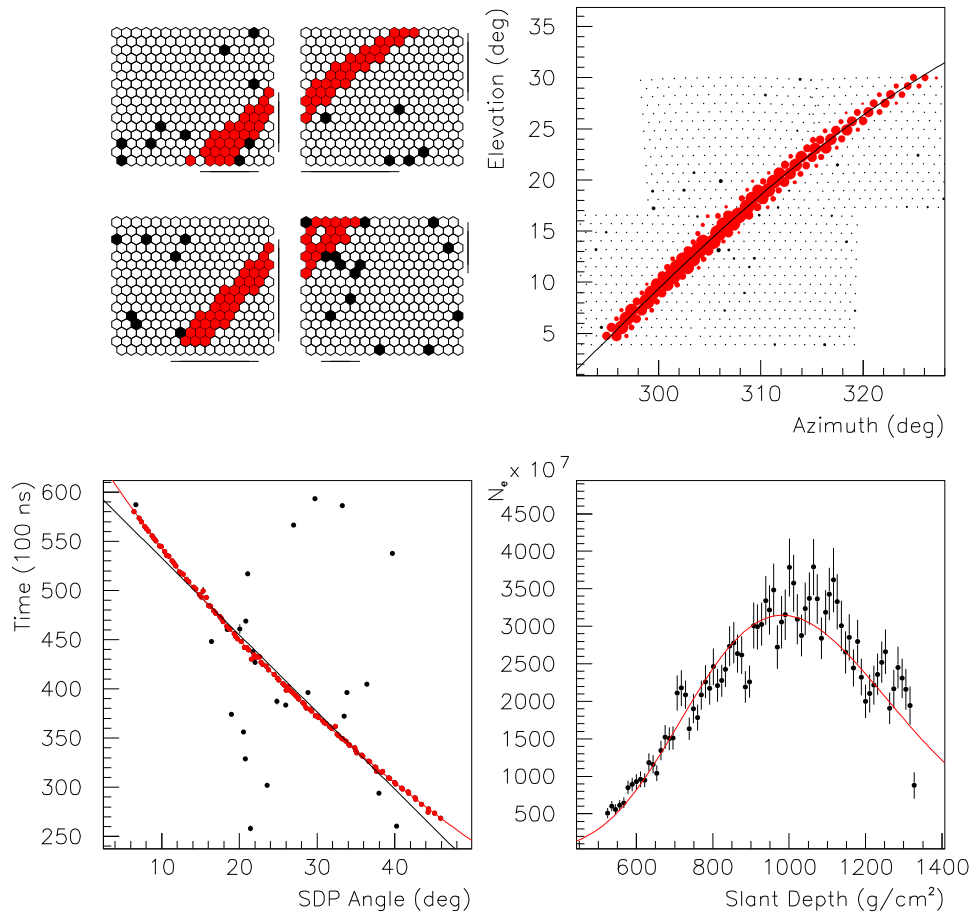 35
30
25
20
15
10
5
Elevation (deg)
300 310 320
Azimuth (deg)
600
550
500
450
400
350
300
250
Time (100 ns)
10 20 30 40
SDP Angle (deg)
Nₑ x 10⁷
4500
4000
3500
3000
2500
2000
1500
1000
500
600 800 1000 1200 1400
Slant Depth (g/cm²)